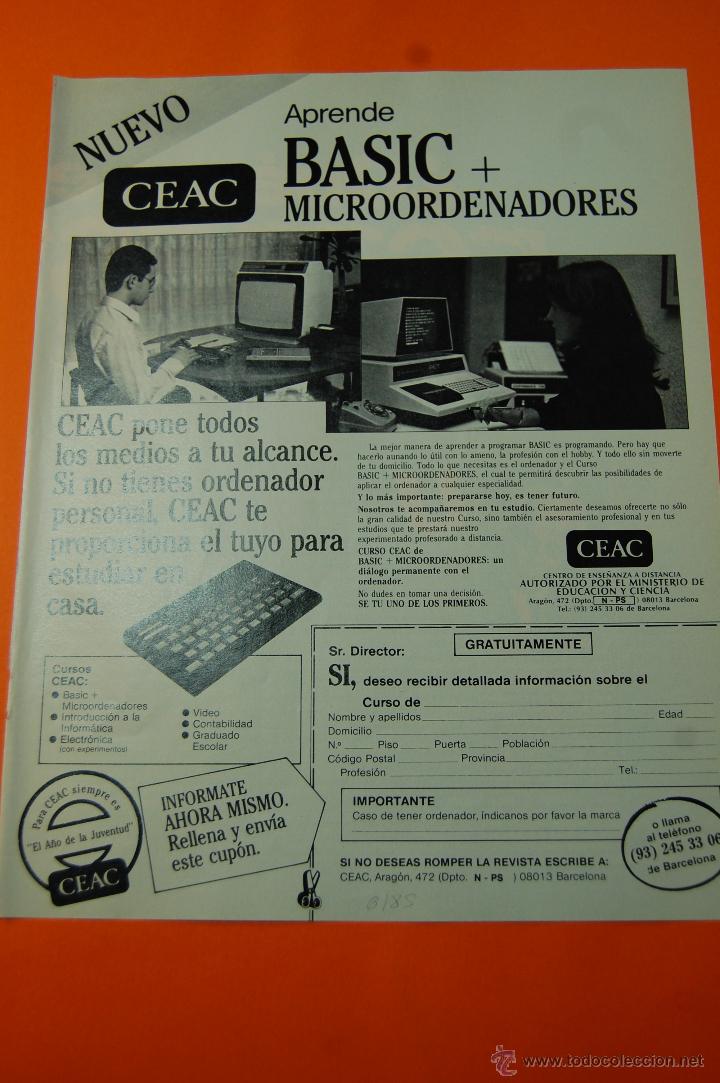 NUEVO
CEAC
Aprende
BASIC +
MICROORDENADORES
CEAC pone todos
los medios a tu alcance.
Si no tienes ordenador
personal, CEAC te
proporciona el tuyo para
estudiar en
casa.
La mejor manera de aprender a programar BASIC es programando. Pero hay que
hacerlo aunando lo útil con lo ameno, la profesión con el hobby. Y todo ello sin moverte
de tu domicilio. Todo lo que necesitas es el ordenador y el Curso
BASIC + MICROORDENADORES, el cual te permitirá descubrir las posibilidades de
aplicar el ordenador a cualquier especialidad.
Y lo más importante: prepararse hoy, es tener futuro.
Nosotros te acompañaremos en tu estudio. Ciertamente deseamos ofrecerte no sólo
la gran calidad de nuestro Curso, sino también el asesoramiento profesional y en tus
estudios que te prestará nuestro
experimentado profesorado a distancia.
CURSO CEAC de
BASIC + MICROORDENADORES: un
diálogo permanente con el
ordenador.
No dudes en tomar una decisión.
SE TU UNO DE LOS PRIMEROS.
CEAC
CENTRO DE ENSEÑANZA A DISTANCIA
AUTORIZADO POR EL MINISTERIO DE
EDUCACION Y CIENCIA
Aragón, 472 (Dpto. N - PS ) 08013 Barcelona
Tel.: (93) 245 33 06 de Barcelona
Cursos
CEAC:
Basic +
Microordenadores
Introducción a la
Informática
Electrónica
(con experimentos)
Video
Contabilidad
Graduado
Escolar
Sr. Director:
GRATUITAMENTE
SI, deseo recibir detallada información sobre el
Curso de
Nombre y apellidos Edad
Domicilio
N.º Piso Puerta Población
Código Postal Provincia
Profesión Tel.:
IMPORTANTE
Caso de tener ordenador, indícanos por favor la marca
SI NO DESEAS ROMPER LA REVISTA ESCRIBE A:
CEAC, Aragón, 472 (Dpto. N - PS ) 08013 Barcelona
o llama
al teléfono
(93) 245 33 06
de Barcelona
Para CEAC siempre es
"El Año de la Juventud"
CEAC
INFORMATE
AHORA MISMO.
Rellena y envía
este cupón.
todocoleccion
www.todocoleccion.net